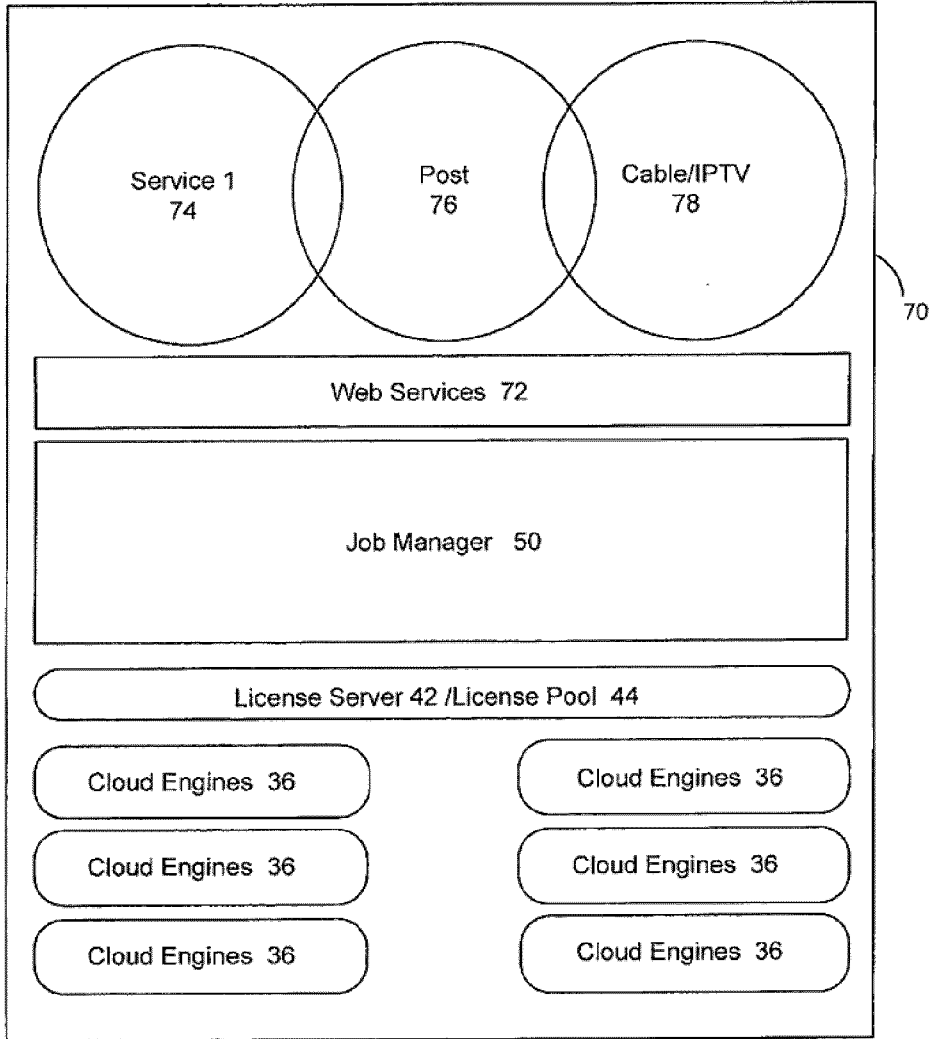 Service 1
74
Post
76
Cable/IPTV
78
70
Web Services 72
Job Manager 50
License Server 42 /License Pool 44
Cloud Engines 36
Cloud Engines 36
Cloud Engines 36
Cloud Engines 36
Cloud Engines 36
Cloud Engines 36